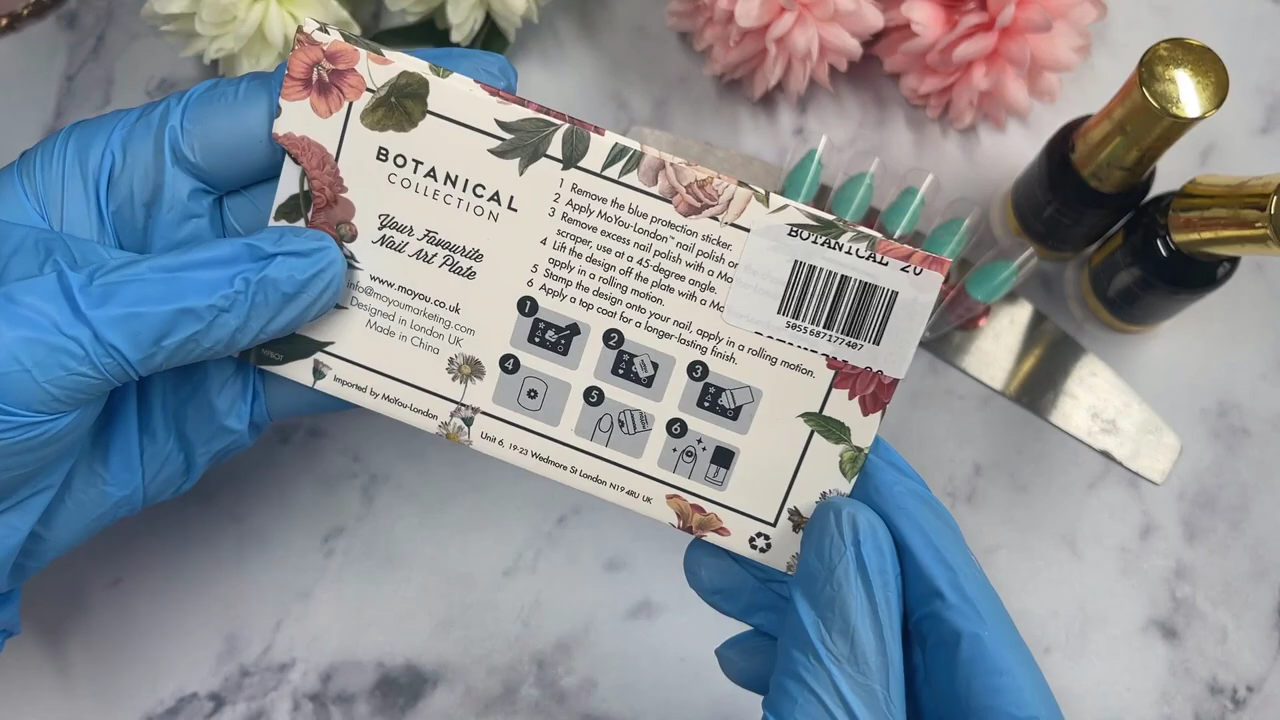 BOTANICAL
COLLECTION
Your Favourite
Nail Art Plate
www.moyou.co.uk
info@moyoumarketing.com
Designed in London UK
Made in China
Imported by MoYou-London
Unit 6, 19-23 Wedmore St London N19 4RU UK
1 Remove the blue protection sticker.
2 Apply MoYou-London™ nail polish or
3 Remove excess nail polish with a Mo
scraper, use at a 45-degree angle.
4 Lift the design off the plate with a Mo
apply in a rolling motion.
5 Stamp the design onto your nail, apply in a rolling motion.
6 Apply a top coat for a longer-lasting finish.
1
2
3
4
5
6
BOTANICAL 20
5055687177407